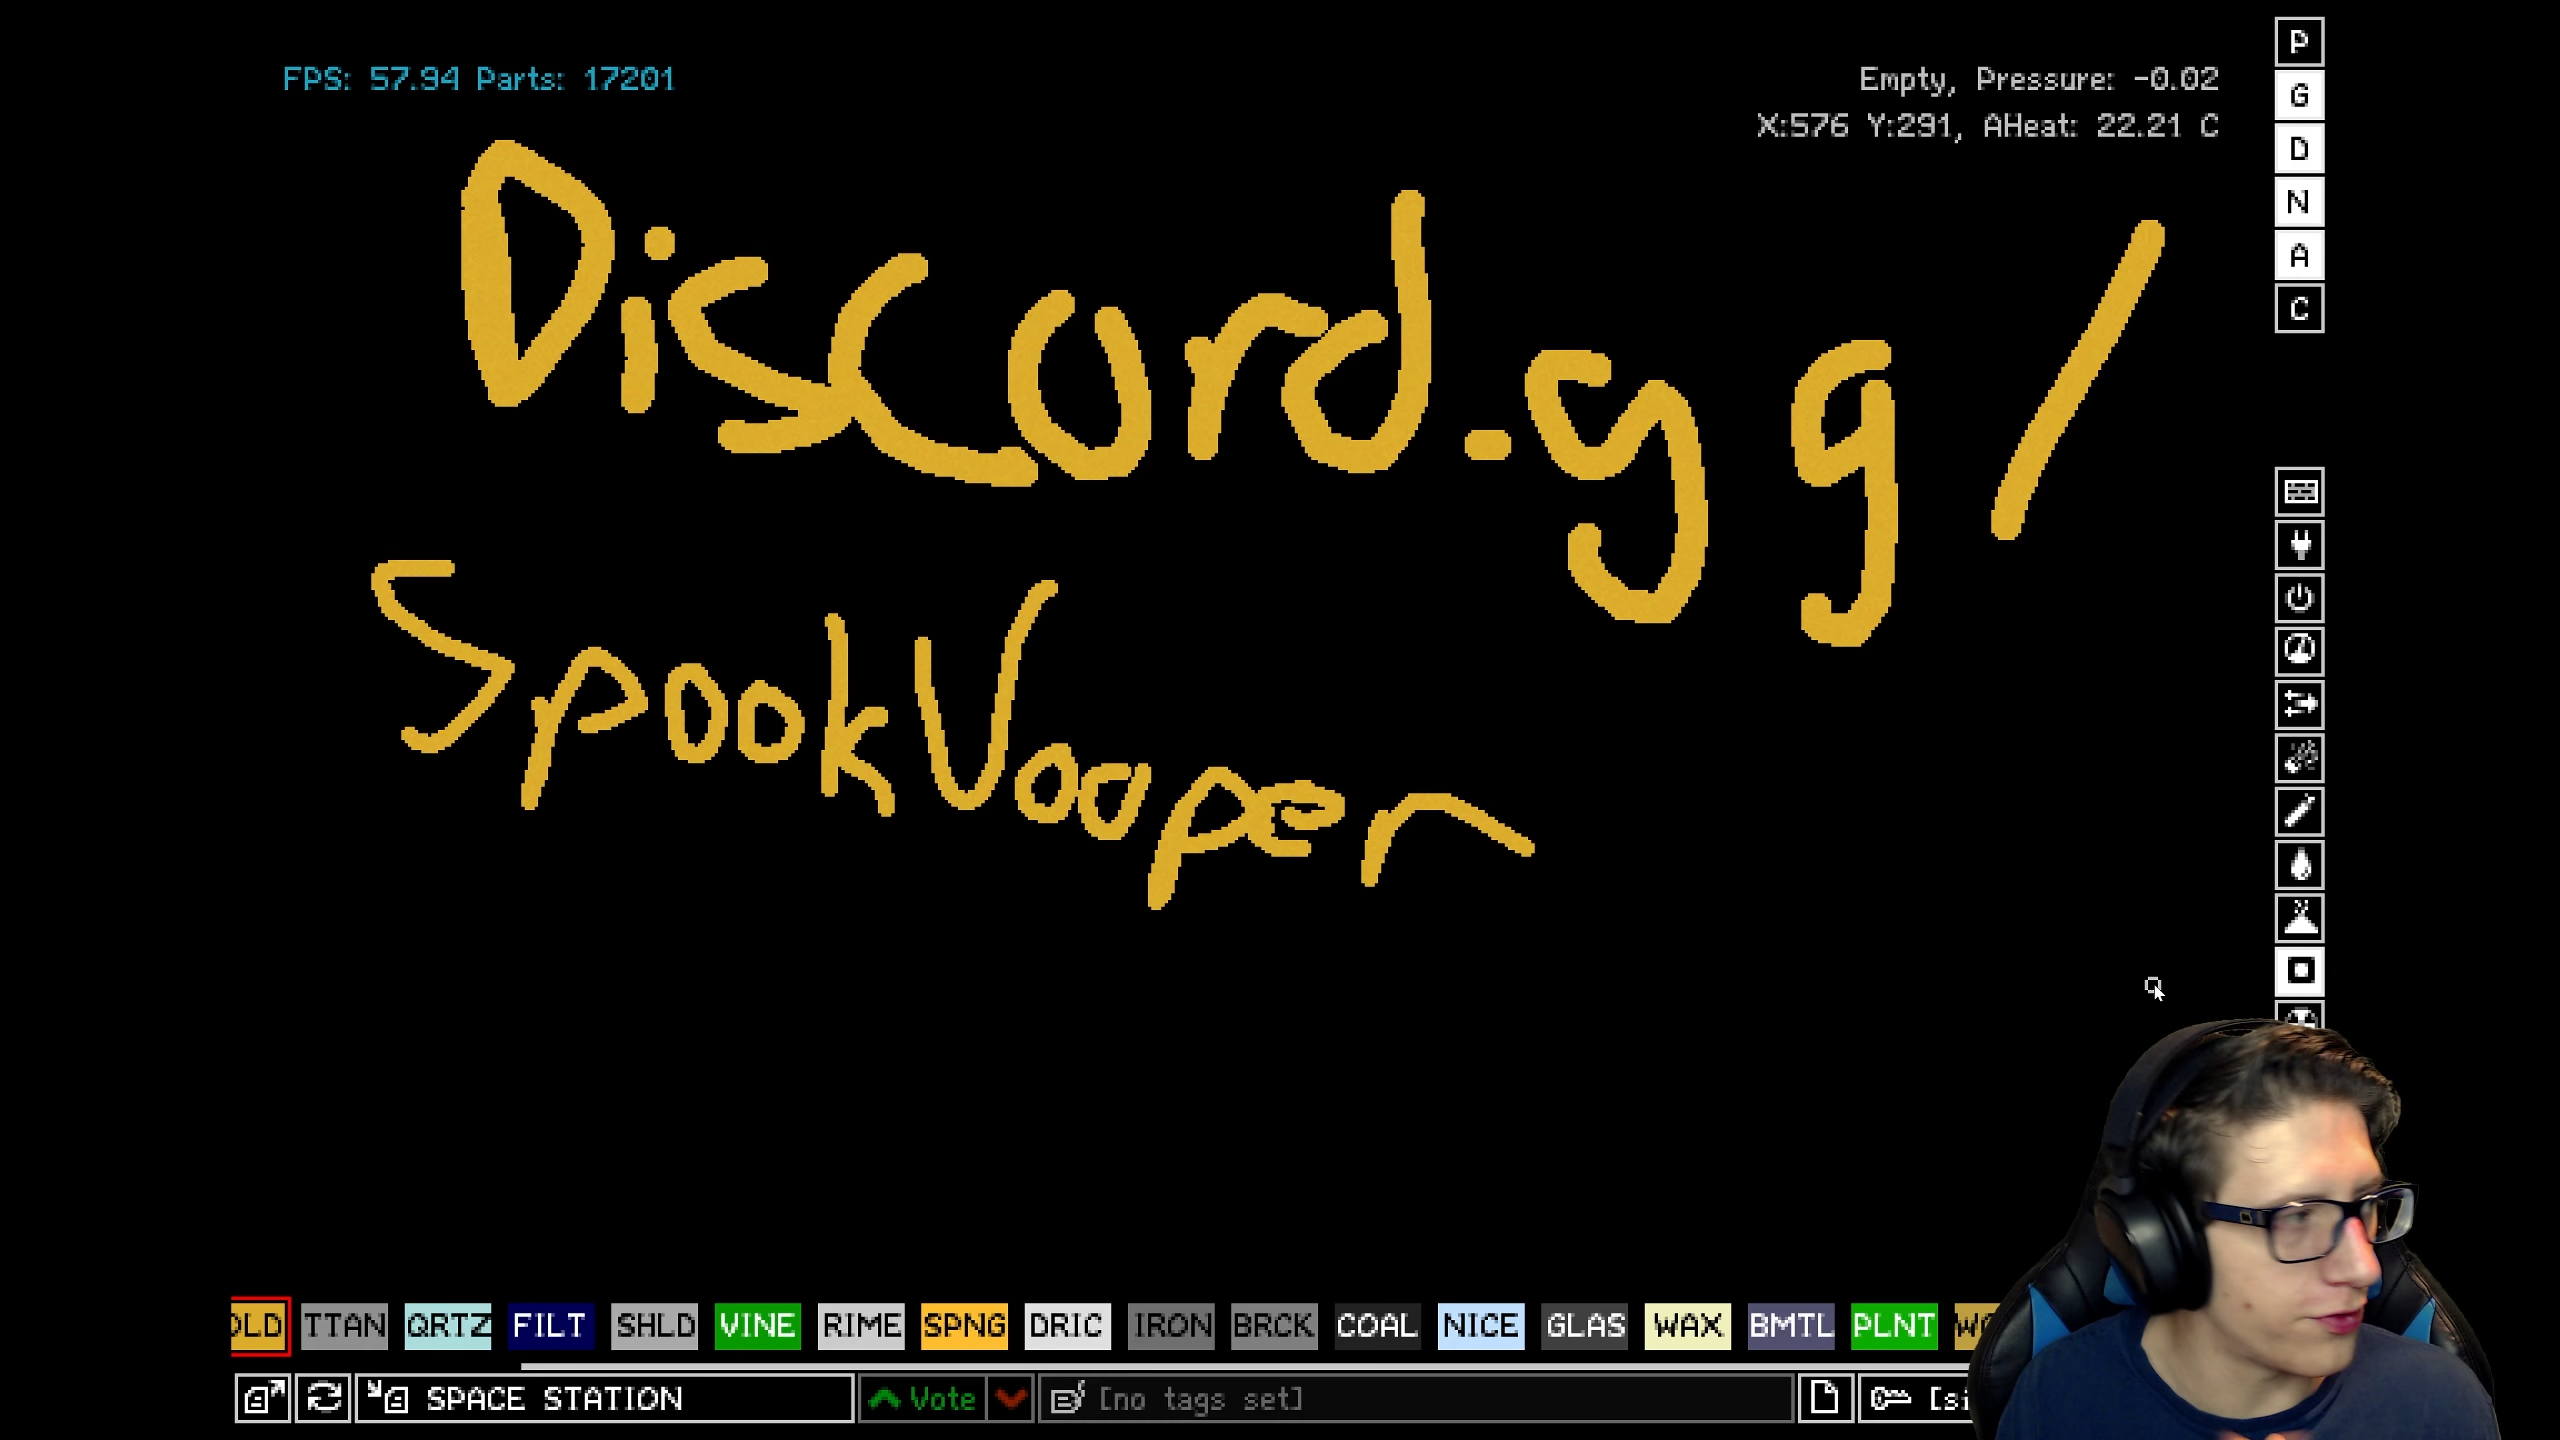 P
FPS: 57.94 Parts: 17201
Empty, Pressure: -0.02
G
X:576 Y:291, AHeat: 22.21 C
D
N
A
C
Discord.gg/
SpookVooper
OLD TTAN QRTZ FILT SHLD VINE RIME SPNG DRIC IRON BRCK COAL NICE GLAS WAX BMTL PLNT
SPACE STATION Vote [no tags set] [si